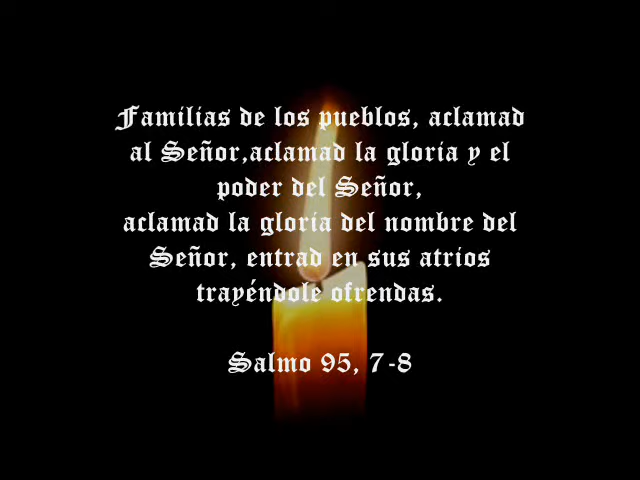 Familias de los pueblos, aclamad
al Señor,aclamad la gloria y el
poder del Señor,
aclamad la gloria del nombre del
Señor, entrad en sus atrios
trayéndole ofrendas.
Salmo 95, 7-8